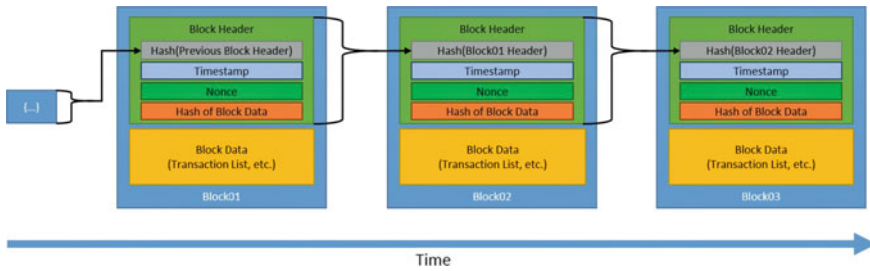 {...}
Block Header
Hash(Previous Block Header)
Timestamp
Nonce
Hash of Block Data
Block Data
(Transaction List, etc.)
Block01
Block Header
Hash(Block01 Header)
Timestamp
Nonce
Hash of Block Data
Block Data
(Transaction List, etc.)
Block02
Block Header
Hash(Block02 Header)
Timestamp
Nonce
Hash of Block Data
Block Data
(Transaction List, etc.)
Block03
Time